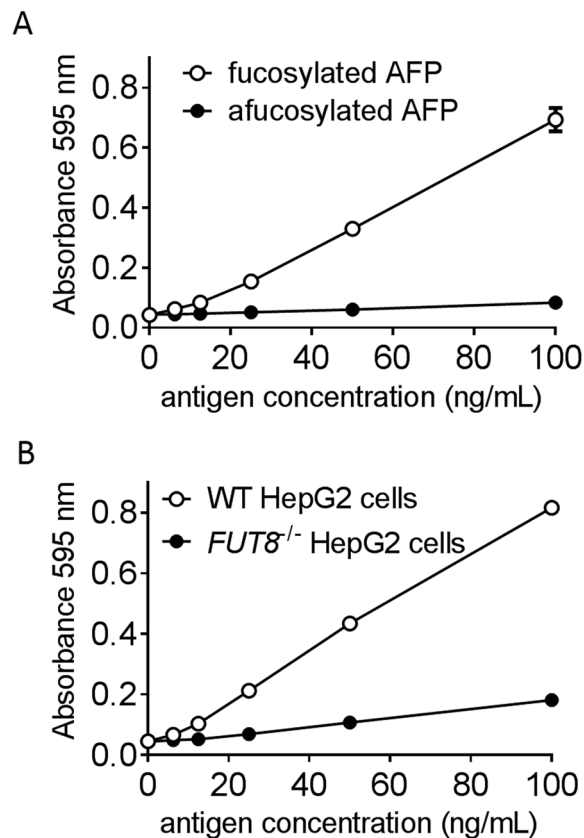 A
fucosylated AFP
afucosylated AFP
Absorbance 595 nm
0.8
0.6
0.4
0.2
0.0
0 20 40 60 80 100
antigen concentration (ng/mL)
B
WT HepG2 cells
FUT8-/- HepG2 cells
Absorbance 595 nm
0.8
0.6
0.4
0.2
0.0
0 20 40 60 80 100
antigen concentration (ng/mL)